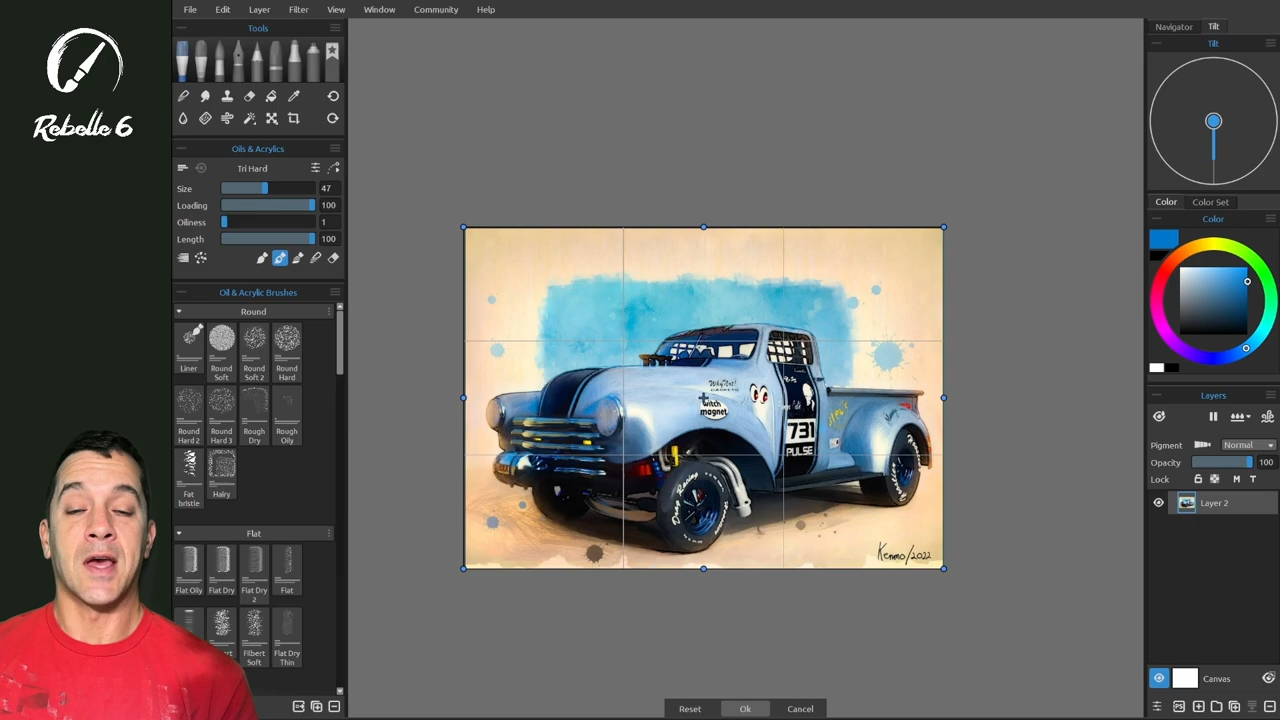 Rebelle 6
File Edit Layer Filter View Window Community Help
Tools
Oils & Acrylics
Tri Hard
Size 47
Loading 100
Oiliness 1
Length 100
Oil & Acrylic Brushes
Round
Liner Round Soft Round Soft 2 Round Hard
Round Hard 2 Round Hard 3 Rough Dry Rough Oily
Fat bristle Hairy
Flat
Flat Oily Flat Dry Flat Dry 2 Flat
Filbert Soft Flat Dry Thin
witch
magnet
731
PULSE
Kenmo/2022
Reset Ok Cancel
Navigator Tilt
Tilt
Color Color Set
Color
Layers
Pigment Normal
Opacity 100
Lock M T
Layer 2
Canvas